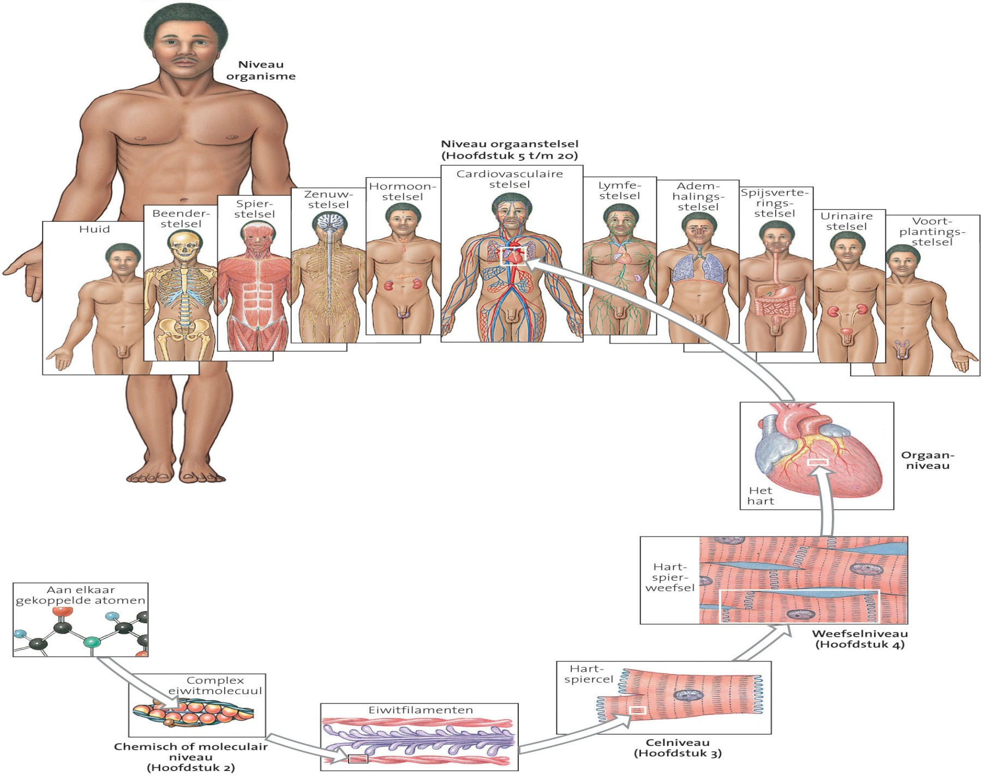 Niveau
organisme
Niveau orgaanstelsel
(Hoofdstuk 5 t/m 20)
Huid
Beender-
stelsel
Spier-
stelsel
Zenuw-
stelsel
Hormoon-
stelsel
Cardiovasculaire
stelsel
Lymfe-
stelsel
Adem-
halings-
stelsel
Spijsverte-
rings-
stelsel
Urinaire
stelsel
Voort-
plantings-
stelsel
Het
hart
Orgaan-
niveau
Hart-
spier-
weefsel
Weefselniveau
(Hoofdstuk 4)
Aan elkaar
gekoppelde atomen
Complex
eiwitmolecuul
Chemisch of moleculair
niveau
(Hoofdstuk 2)
Eiwitfilamenten
Hart-
spiercel
Celniveau
(Hoofdstuk 3)